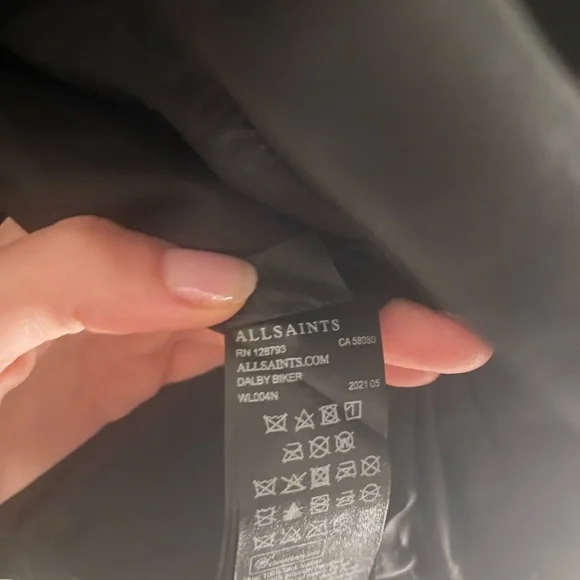 ALLSAINTS
RN 128793 CA 58080
ALLSAINTS.COM
DALBY BIKER
WL004N 2021 05